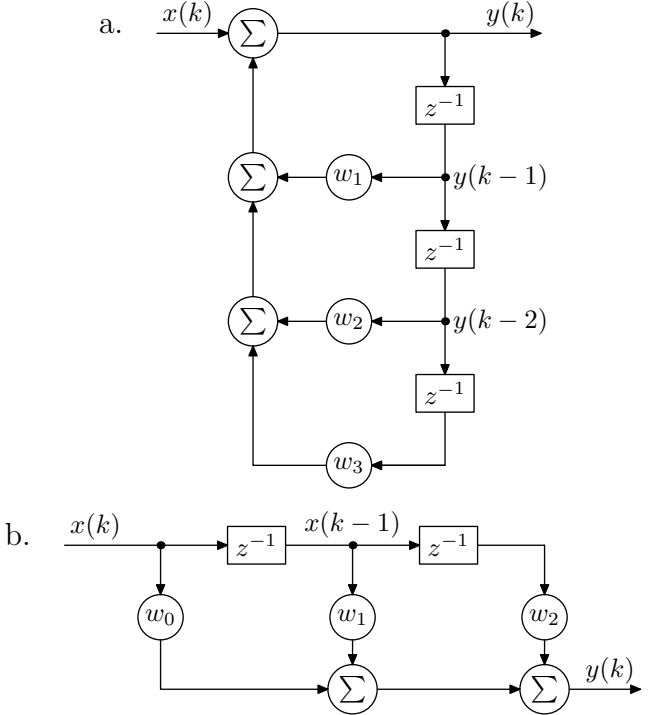 a.
x(k)
∑
y(k)
z⁻¹
∑
w₁
y(k − 1)
z⁻¹
∑
w₂
y(k − 2)
z⁻¹
w₃
b.
x(k)
z⁻¹
x(k − 1)
z⁻¹
w₀
w₁
w₂
∑
∑
y(k)